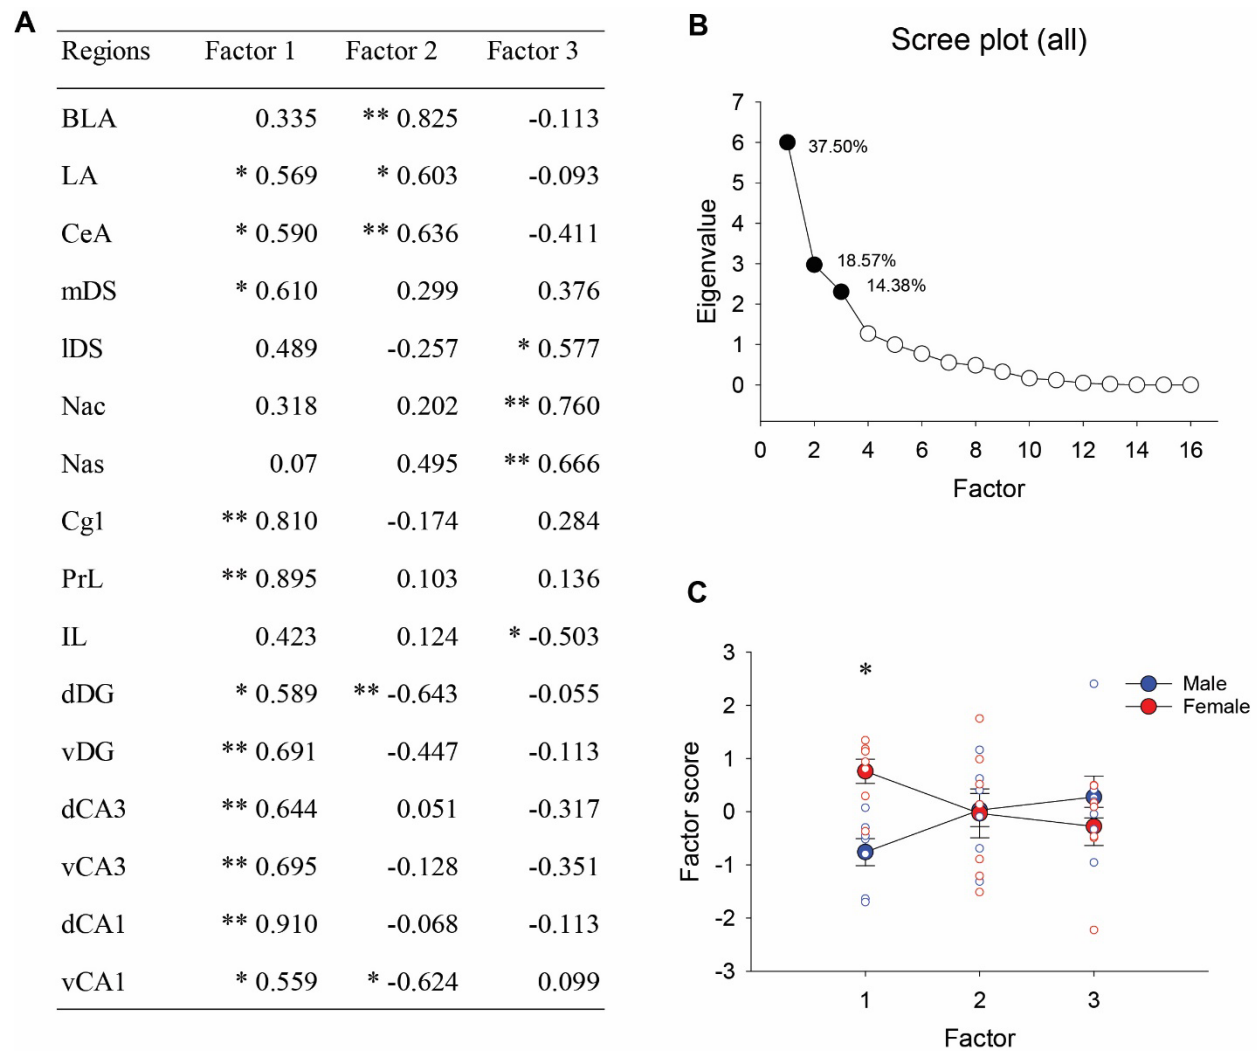 A
Regions Factor 1 Factor 2 Factor 3
BLA 0.335 ** 0.825 -0.113
LA * 0.569 * 0.603 -0.093
CeA * 0.590 ** 0.636 -0.411
mDS * 0.610 0.299 0.376
lDS 0.489 -0.257 * 0.577
Nac 0.318 0.202 ** 0.760
Nas 0.07 0.495 ** 0.666
Cg1 ** 0.810 -0.174 0.284
PrL ** 0.895 0.103 0.136
IL 0.423 0.124 * -0.503
dDG * 0.589 ** -0.643 -0.055
vDG ** 0.691 -0.447 -0.113
dCA3 ** 0.644 0.051 -0.317
vCA3 ** 0.695 -0.128 -0.351
dCA1 ** 0.910 -0.068 -0.113
vCA1 * 0.559 * -0.624 0.099
B
Scree plot (all)
Eigenvalue
7
6
5
4
3
2
1
0
37.50%
18.57%
14.38%
0 2 4 6 8 10 12 14 16
Factor
C
Factor score
3
2
1
0
-1
-2
-3
*
Male
Female
1 2 3
Factor